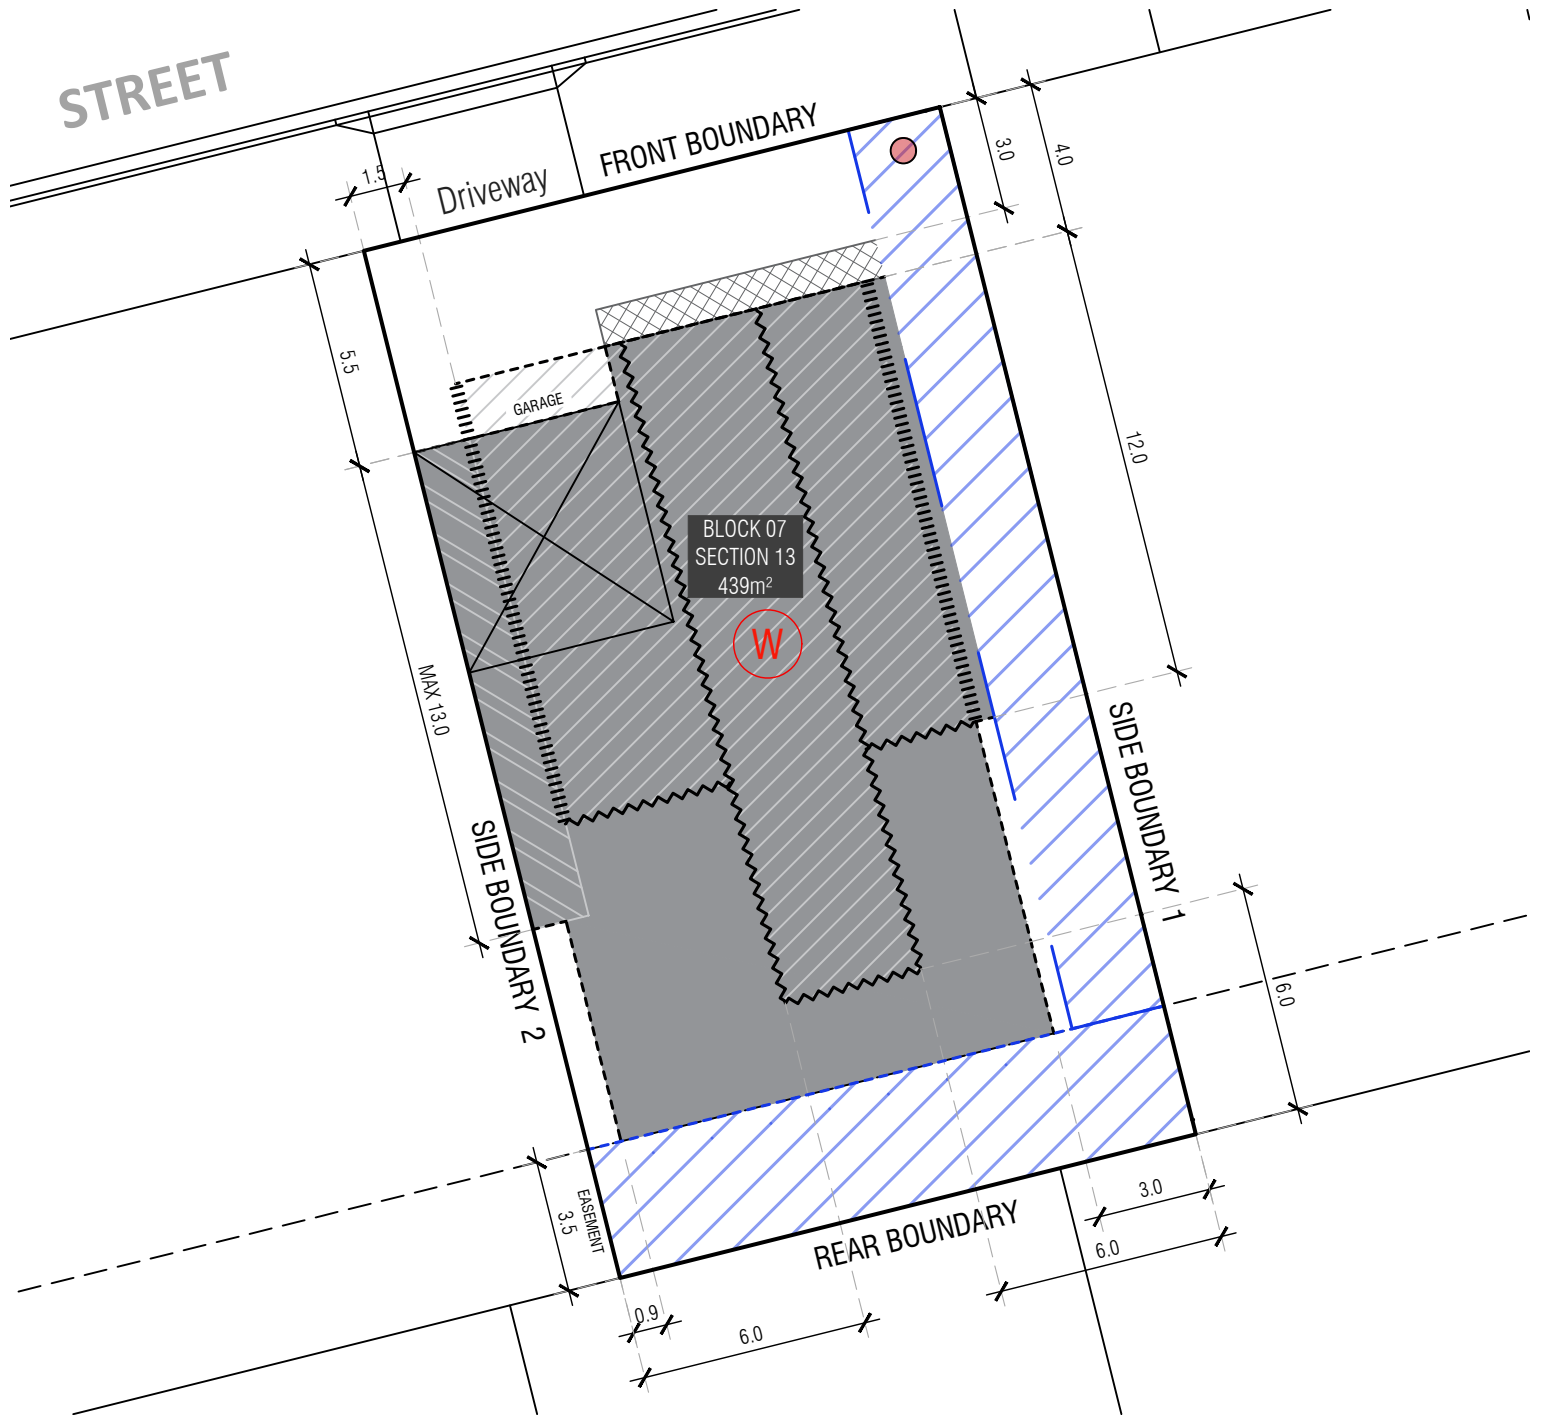 STREET
FRONT BOUNDARY
Driveway
1.5
3.0
4.0
5.5
GARAGE
12.0
BLOCK 07
SECTION 13
439m²
W
MAX 13.0
SIDE BOUNDARY 1
SIDE BOUNDARY 2
6.0
EASEMENT
3.5
REAR BOUNDARY
3.0
6.0
0.9
6.0